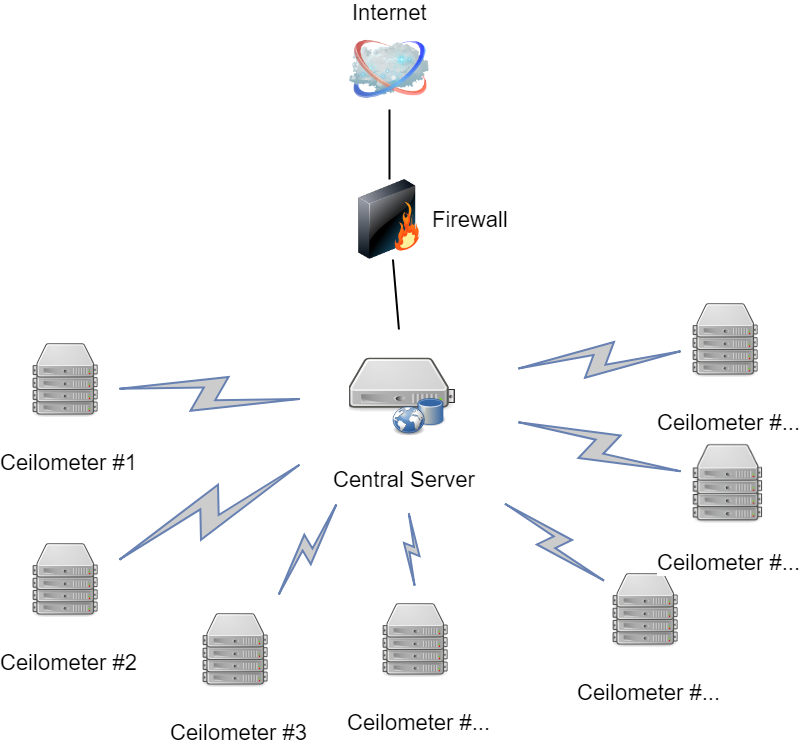 Internet
Firewall
Ceilometer #...
Ceilometer #1
Central Server
Ceilometer #...
Ceilometer #2
Ceilometer #...
Ceilometer #3
Ceilometer #...